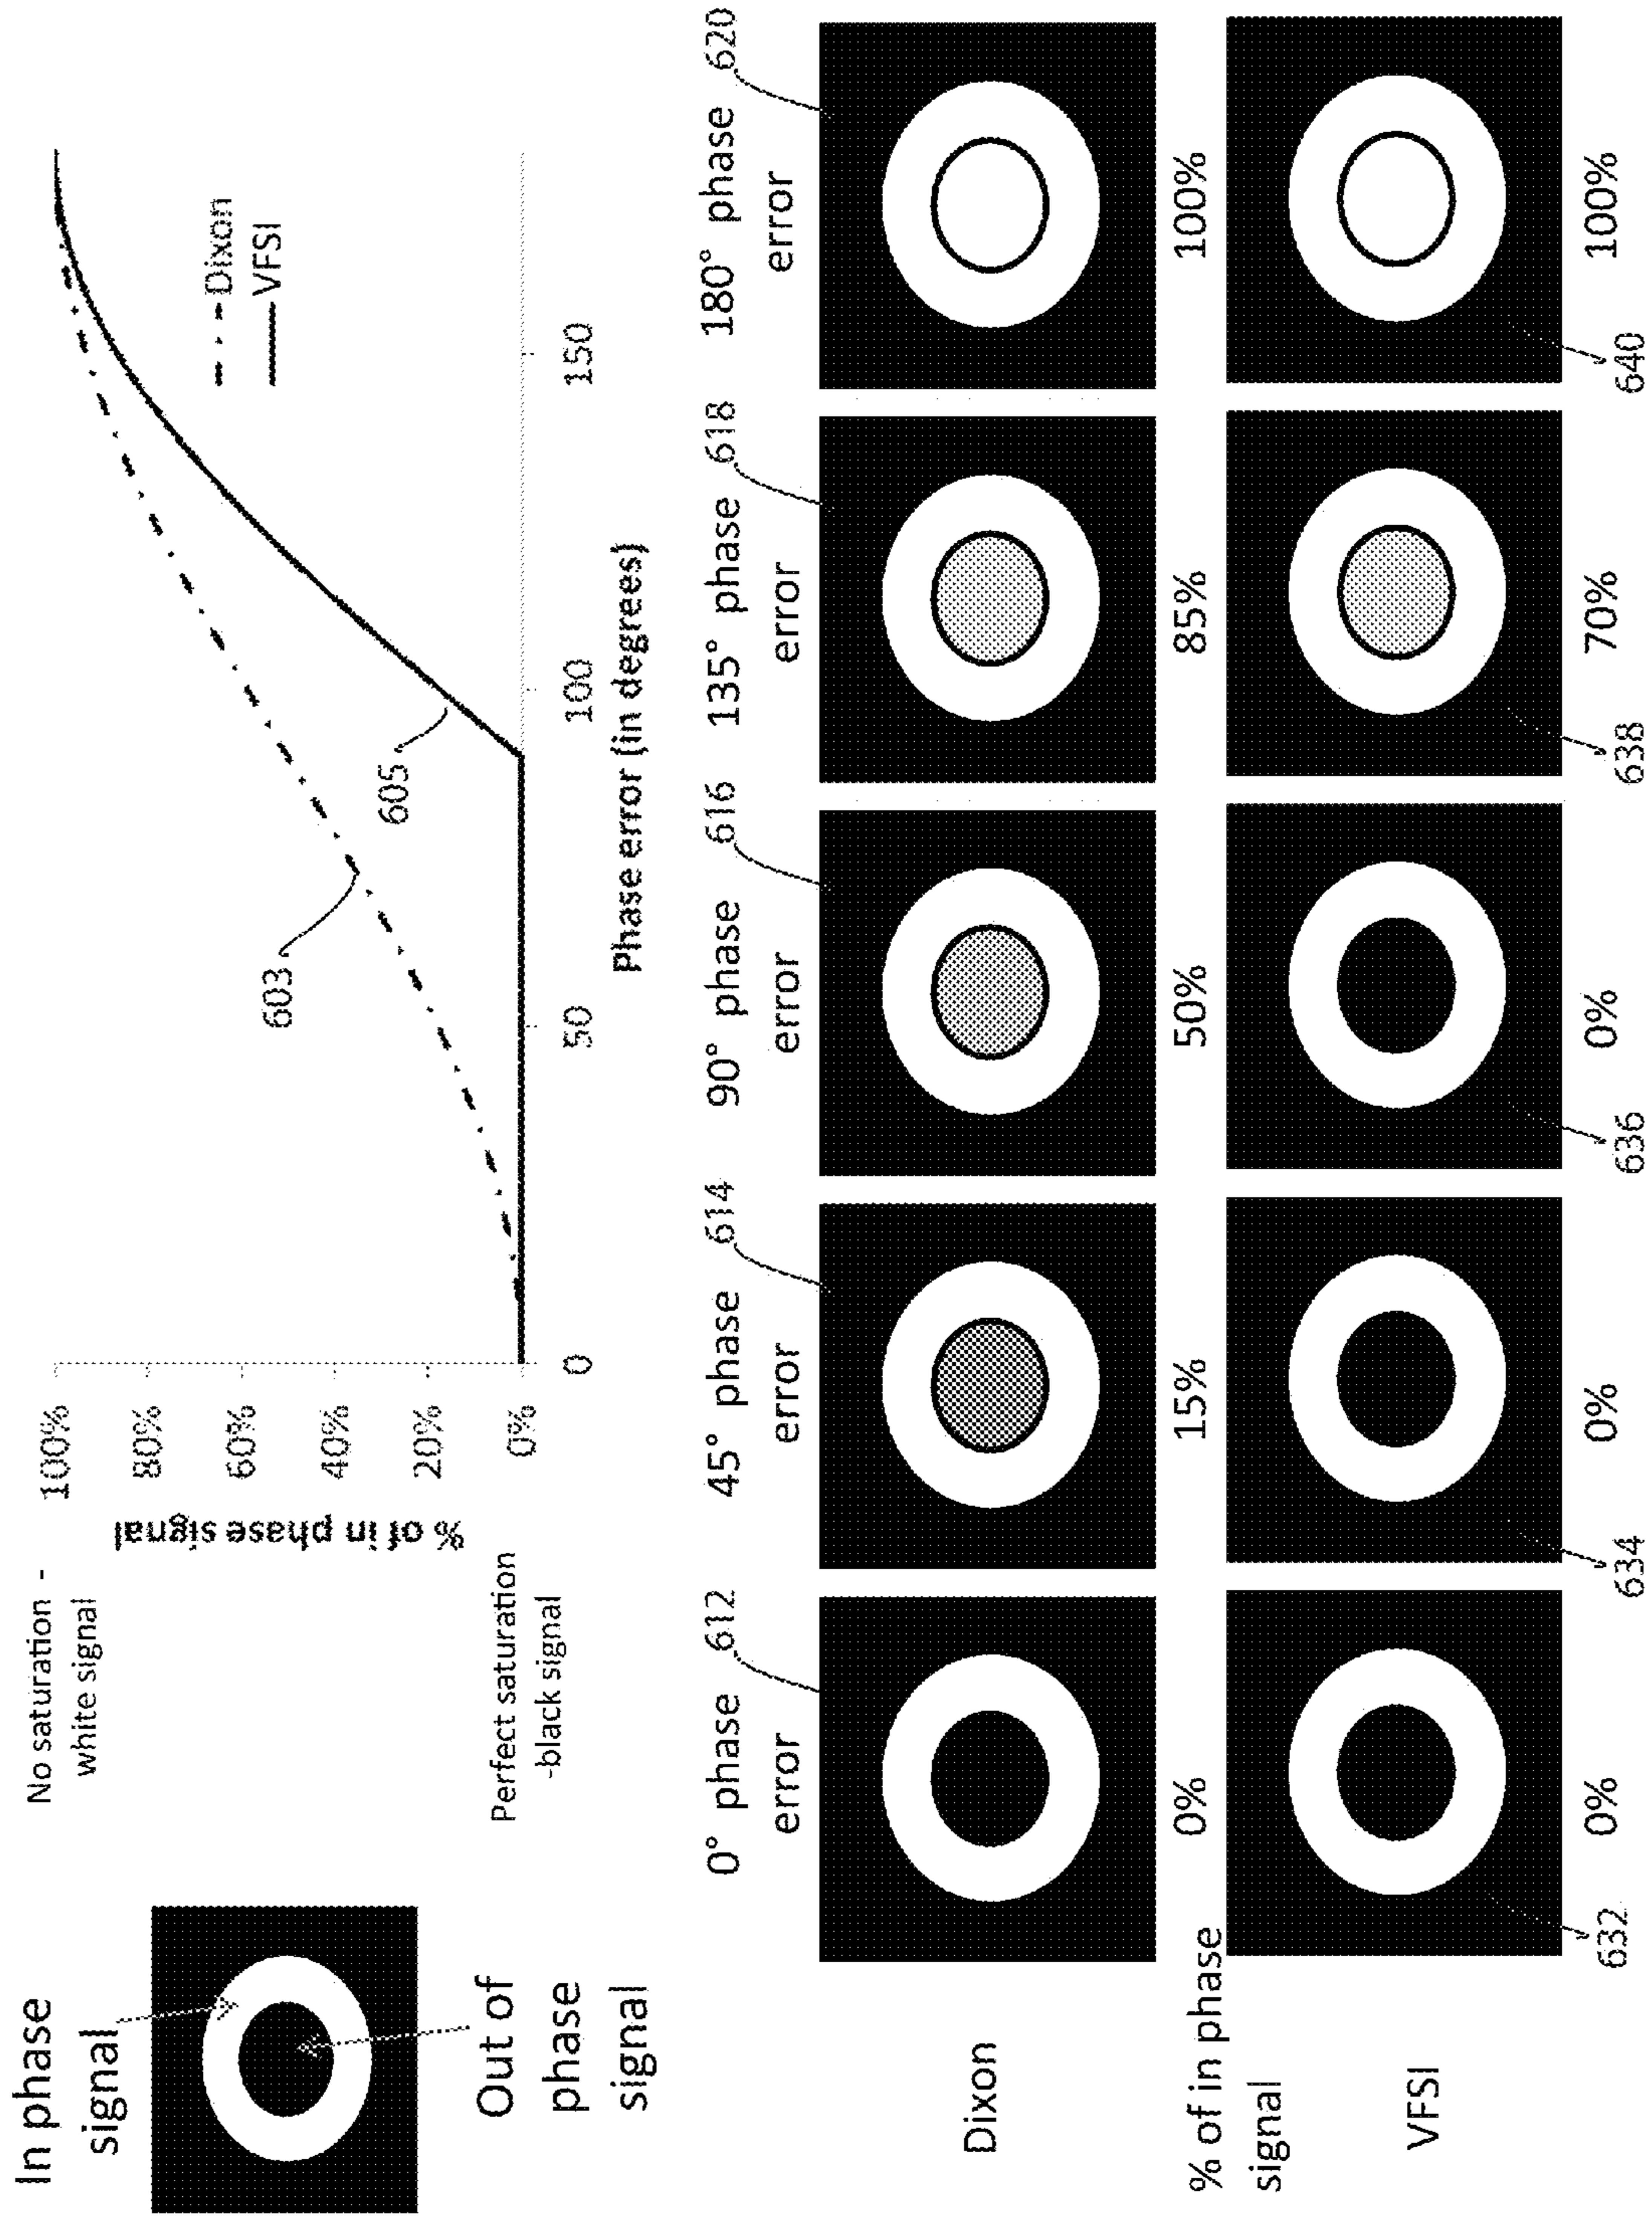 In phase
signal
Out of
phase
signal
No saturation -
white signal
Perfect saturation
-black signal
% of in phase signal
100%
80%
60%
40%
20%
0%
0
50
100
150
Phase error (in degrees)
603
605
Dixon
VFSI
0° phase
error
612
45° phase
error
614
90° phase
error
616
135° phase
error
618
180° phase
error
620
Dixon
% of in phase
signal
0%
15%
50%
85%
100%
VFSI
0%
0%
0%
70%
100%
632
634
636
638
640